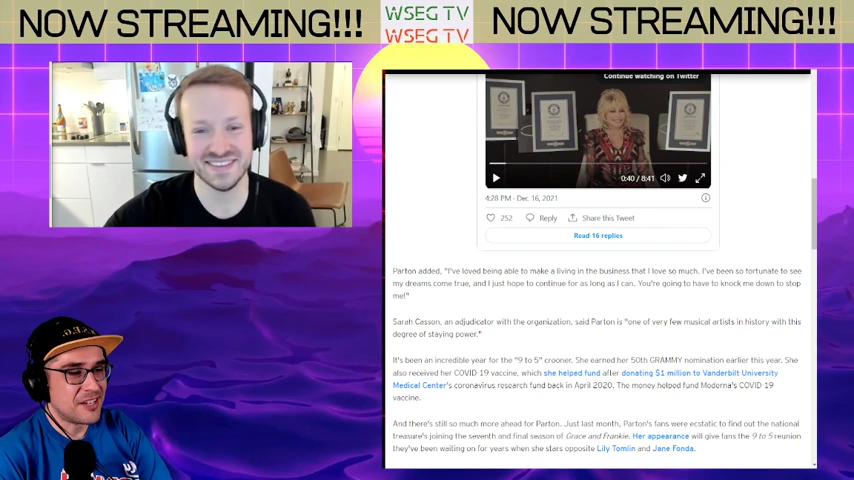 NOW STREAMING!!!
WSEG TV
WSEG TV
NOW STREAMING!!!
Continue watching on Twitter
0:40 / 8:41
4:28 PM · Dec 16, 2021
252 Reply Share this Tweet
Read 16 replies
Parton added, "I've loved being able to make a living in the business that I love so much. I've been so fortunate to see
my dreams come true, and I just hope to continue for as long as I can. You're going to have to knock me down to stop
me!"
Sarah Casson, an adjudicator with the organization, said Parton is "one of very few musical artists in history with this
degree of staying power."
It's been an incredible year for the "9 to 5" crooner. She earned her 50th GRAMMY nomination earlier this year. She
also received her COVID-19 vaccine, which she helped fund after donating $1 million to Vanderbilt University
Medical Center's coronavirus research fund back in April 2020. The money helped fund Moderna's COVID-19
vaccine.
And there's still so much more ahead for Parton. Just last month, Parton's fans were ecstatic to find out the national
treasure's joining the seventh and final season of Grace and Frankie. Her appearance will give fans the 9 to 5 reunion
they've been waiting on for years when she stars opposite Lily Tomlin and Jane Fonda.